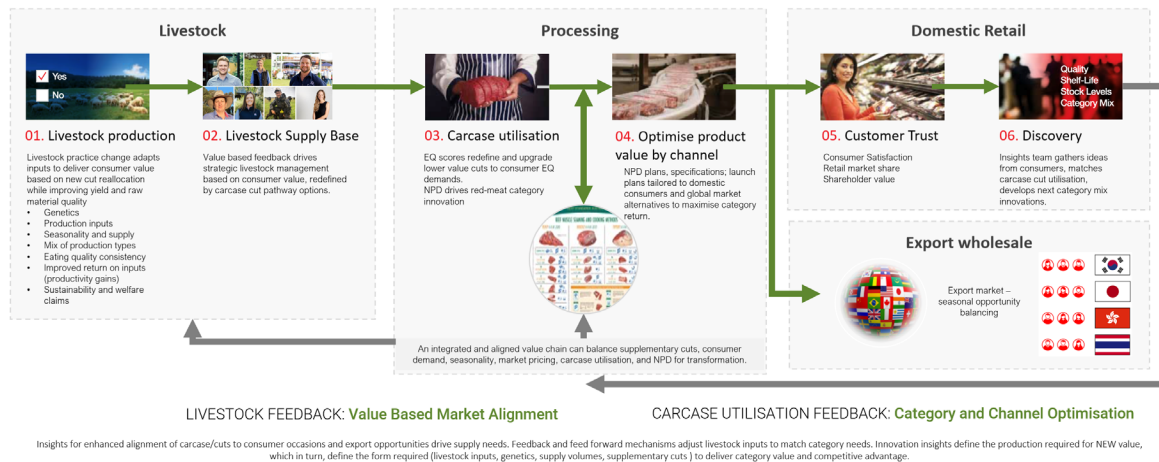 Livestock
Yes
No
01. Livestock production
Livestock practice change adapts
inputs to deliver consumer value
based on new cut reallocation
while improving yield and raw
material quality
• Genetics
• Production inputs
• Seasonality and supply
• Mix of production types
• Eating quality consistency
• Improved return on inputs
(productivity gains)
• Sustainability and welfare
claims
02. Livestock Supply Base
Value based feedback drives
strategic livestock management
based on consumer value, redefined
by carcase cut pathway options.
Processing
03. Carcase utilisation
EQ scores redefine and upgrade
lower value cuts to consumer EQ
demands.
NPD drives red-meat category
innovation
04. Optimise product
value by channel
NPD plans, specifications; launch
plans tailored to domestic
consumers and global market
alternatives to maximise category
return.
An integrated and aligned value chain can balance supplementary cuts, consumer
demand, seasonality, market pricing, carcase utilisation, and NPD for transformation.
Domestic Retail
05. Customer Trust
Consumer Satisfaction
Retail market share
Shareholder value
Quality
Shelf-Life
Stock Levels
Category Mix
06. Discovery
Insights team gathers ideas
from consumers, matches
carcase cut utilisation,
develops next category mix
innovations.
Export wholesale
Export market –
seasonal opportunity
balancing
LIVESTOCK FEEDBACK: Value Based Market Alignment
CARCASE UTILISATION FEEDBACK: Category and Channel Optimisation
Insights for enhanced alignment of carcase/cuts to consumer occasions and export opportunities drive supply needs. Feedback and feed forward mechanisms adjust livestock inputs to match category needs. Innovation insights define the production required for NEW value,
which in turn, define the form required (livestock inputs, genetics, supply volumes, supplementary cuts ) to deliver category value and competitive advantage.